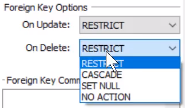 Foreign Key Options
On Update: RESTRICT
On Delete: RESTRICT
RESTRICT
CASCADE
SET NULL
NO ACTION
Foreign Key Comm